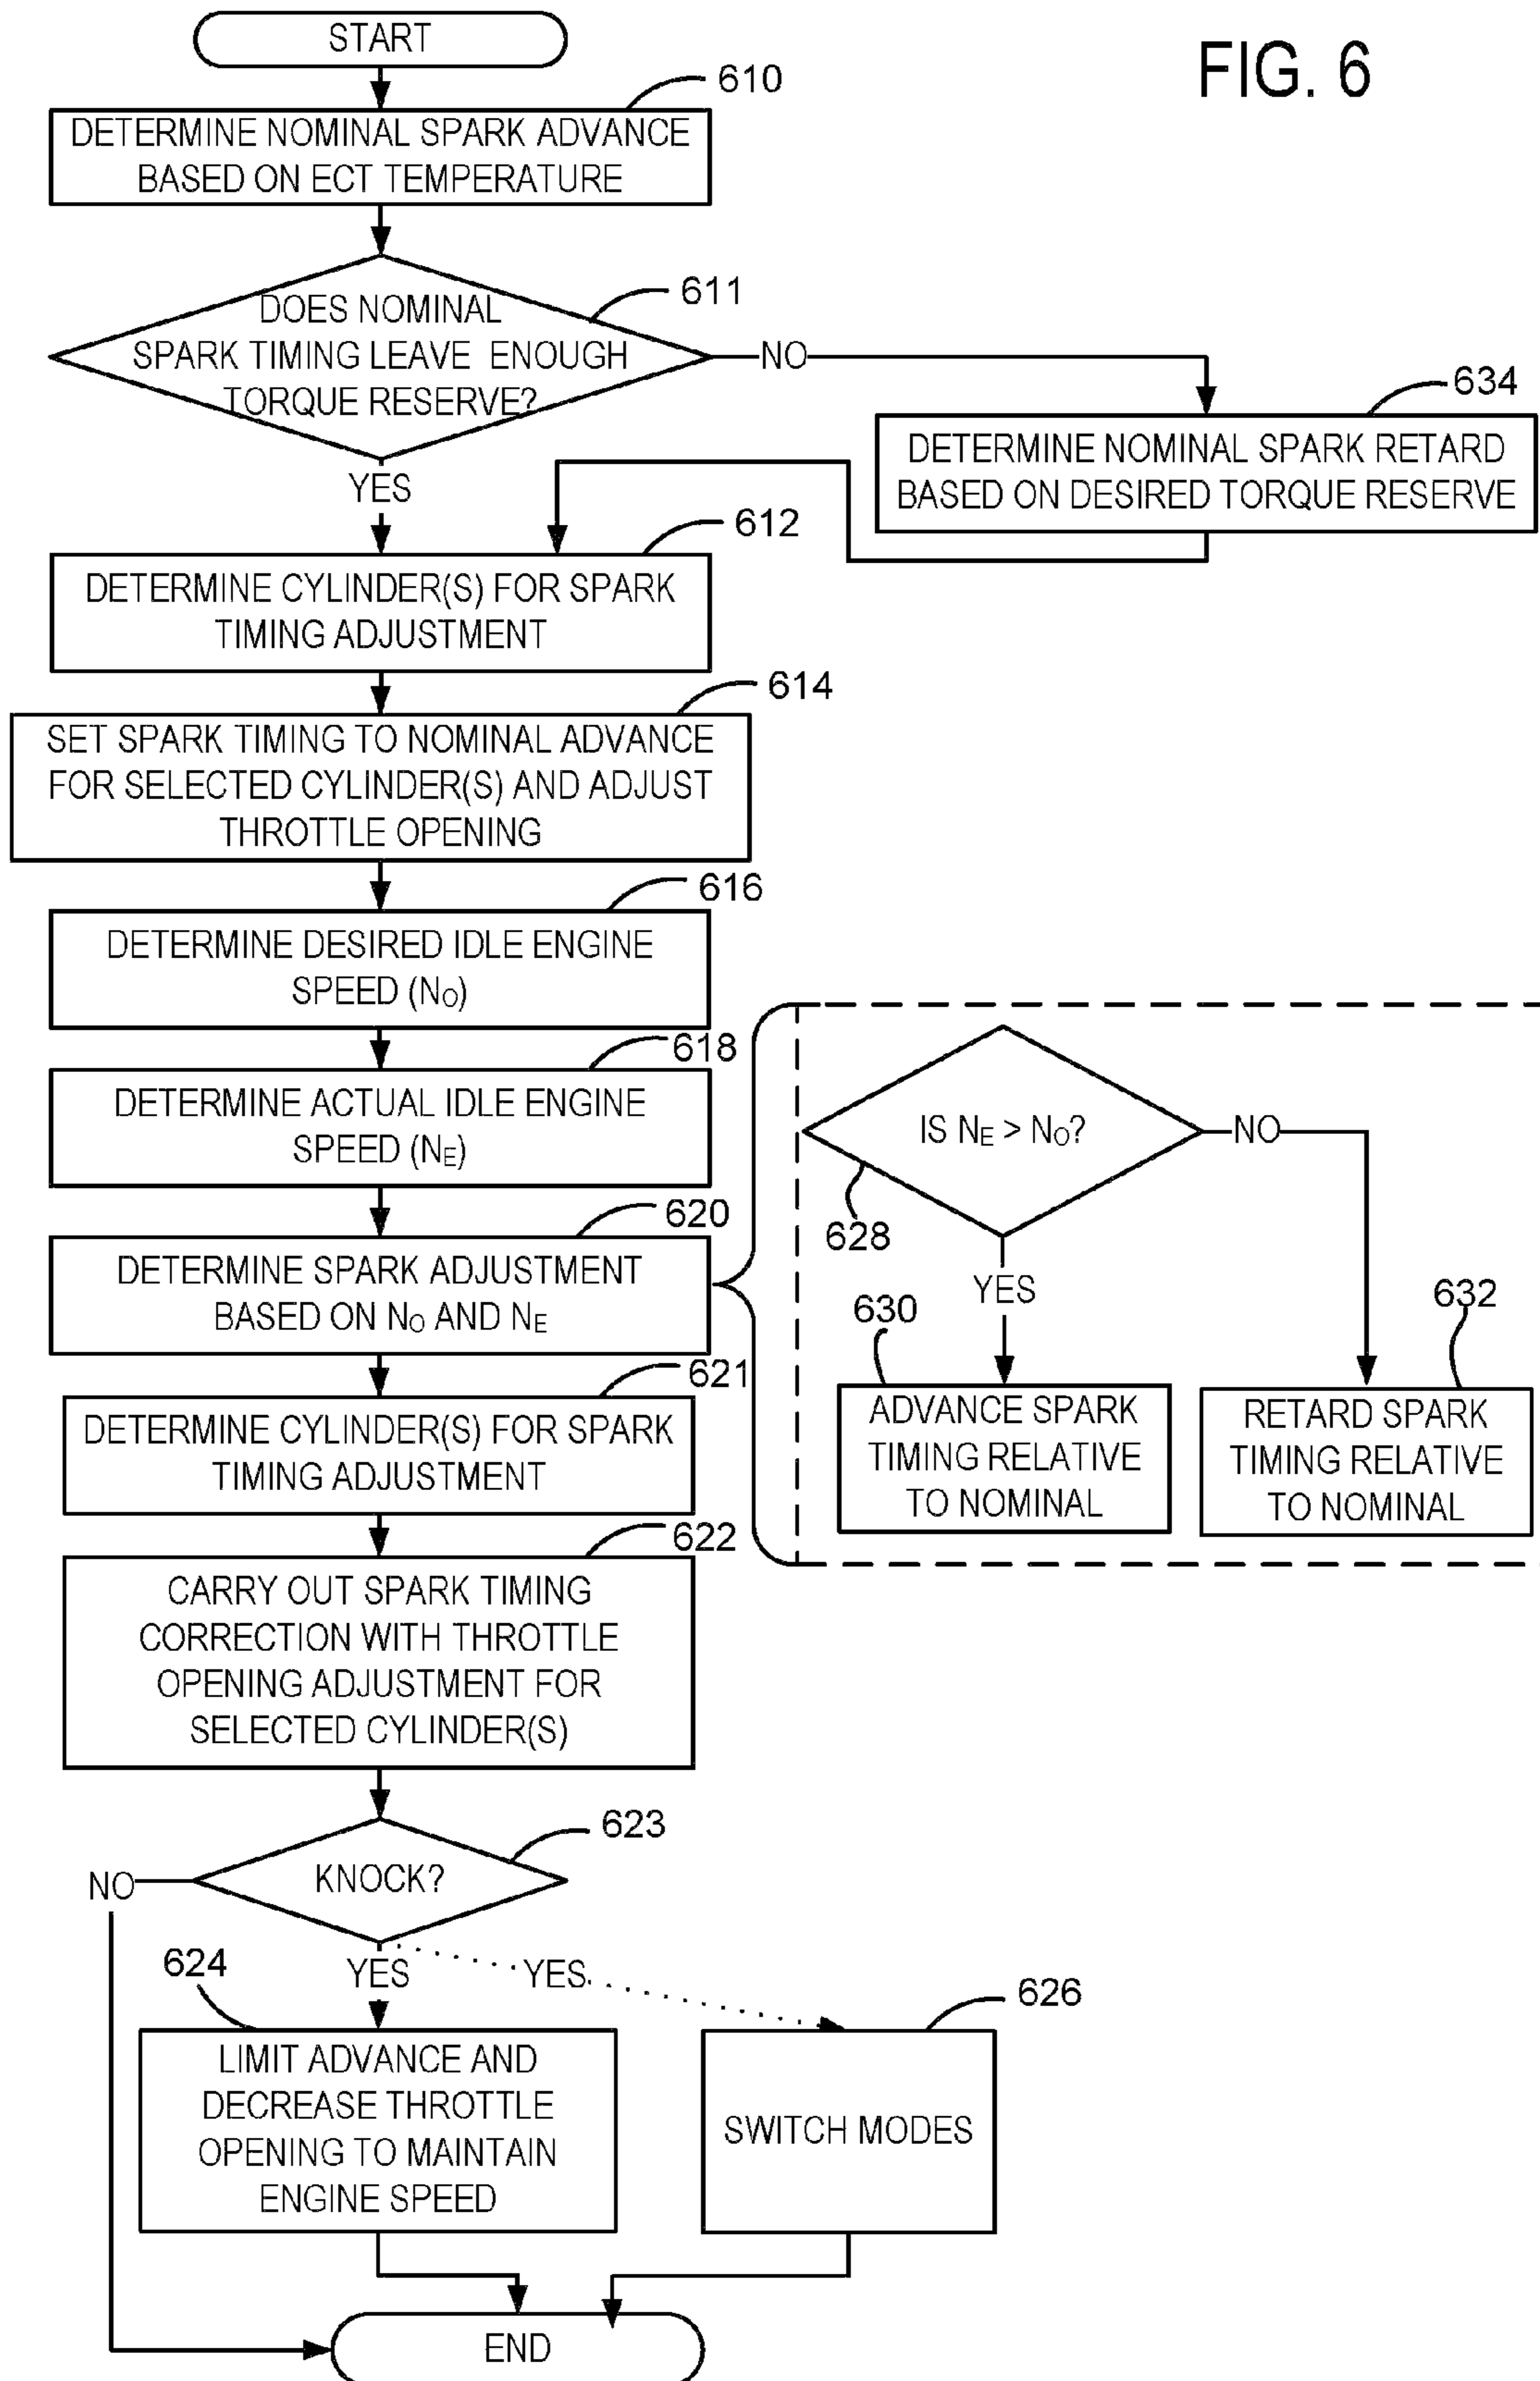 START
FIG. 6
610
DETERMINE NOMINAL SPARK ADVANCE
BASED ON ECT TEMPERATURE
611
DOES NOMINAL
SPARK TIMING LEAVE ENOUGH
TORQUE RESERVE?
NO
634
DETERMINE NOMINAL SPARK RETARD
BASED ON DESIRED TORQUE RESERVE
YES
612
DETERMINE CYLINDER(S) FOR SPARK
TIMING ADJUSTMENT
614
SET SPARK TIMING TO NOMINAL ADVANCE
FOR SELECTED CYLINDER(S) AND ADJUST
THROTTLE OPENING
616
DETERMINE DESIRED IDLE ENGINE
SPEED (NO)
618
DETERMINE ACTUAL IDLE ENGINE
SPEED (NE)
620
DETERMINE SPARK ADJUSTMENT
BASED ON NO AND NE
IS NE > NO?
NO
628
YES
630
ADVANCE SPARK
TIMING RELATIVE
TO NOMINAL
632
RETARD SPARK
TIMING RELATIVE
TO NOMINAL
621
DETERMINE CYLINDER(S) FOR SPARK
TIMING ADJUSTMENT
622
CARRY OUT SPARK TIMING
CORRECTION WITH THROTTLE
OPENING ADJUSTMENT FOR
SELECTED CYLINDER(S)
623
KNOCK?
NO
YES
YES
624
LIMIT ADVANCE AND
DECREASE THROTTLE
OPENING TO MAINTAIN
ENGINE SPEED
626
SWITCH MODES
END